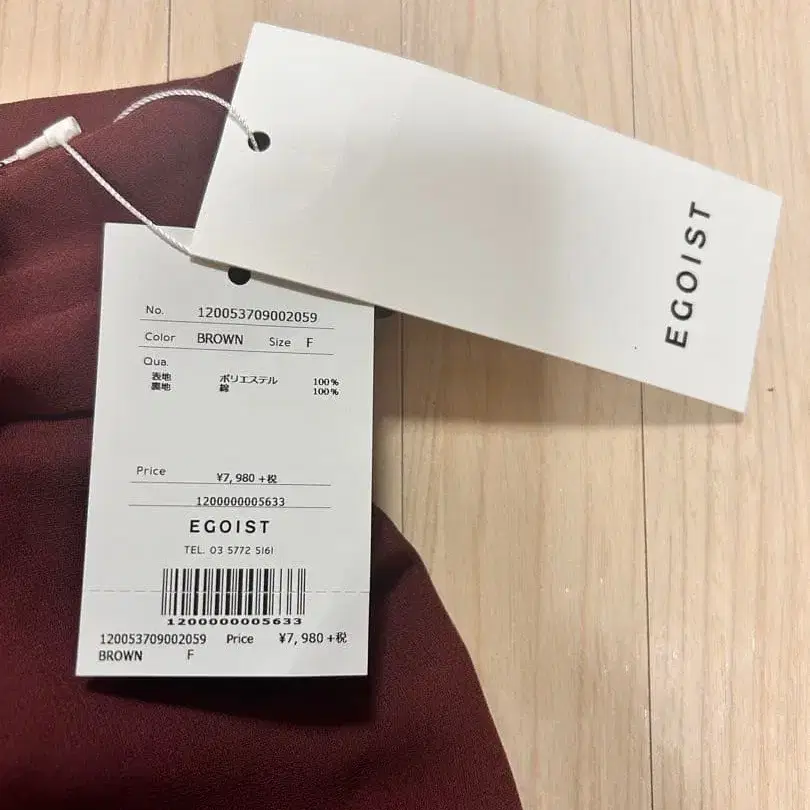 EGOIST
No. 120053709002059
Color BROWN Size F
Qua.
表地 ポリエステル 100%
裏地 綿 100%
Price ¥7,980 +税
1200000005633
EGOIST
TEL. 03 5772 5161
1200000005633
120053709002059 Price ¥7,980 +税
BROWN F